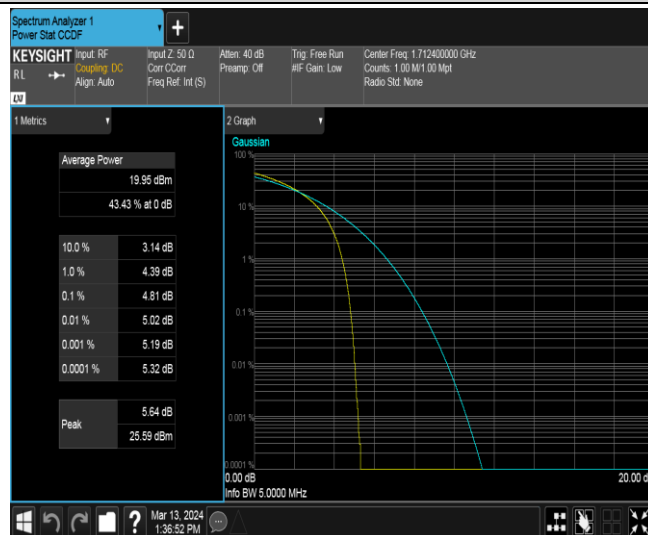 Spectrum Analyzer 1
Power Stat CCDF
+
KEYSIGHT
RL
LXI
Input: RF
Coupling: DC
Align: Auto
Input Z: 50 Ω
Corr CCorr
Freq Ref: Int (S)
Atten: 40 dB
Preamp: Off
Trig: Free Run
#IF Gain: Low
Center Freq: 1.712400000 GHz
Counts: 1.00 M/1.00 Mpt
Radio Std: None
1 Metrics
Average Power
19.95 dBm
43.43 % at 0 dB
10.0 % 3.14 dB
1.0 % 4.39 dB
0.1 % 4.81 dB
0.01 % 5.02 dB
0.001 % 5.19 dB
0.0001 % 5.32 dB
Peak
5.64 dB
25.59 dBm
2 Graph
Gaussian
100 %
10 %
1 %
0.1 %
0.01 %
0.001 %
0.0001 %
0.00 dB 20.00 d
Info BW 5.0000 MHz
?
Mar 13, 2024
1:36:52 PM